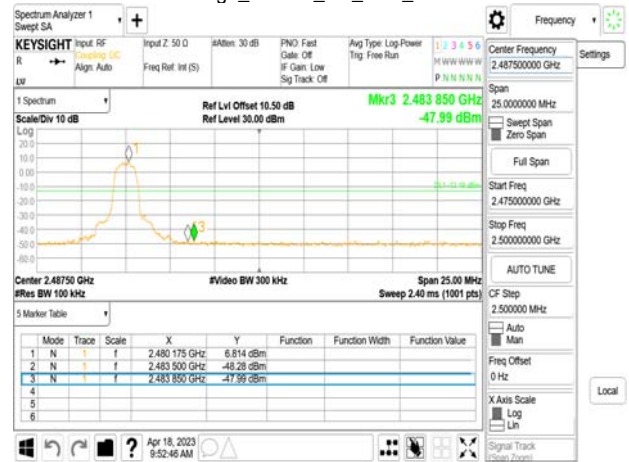 Spectrum Analyzer 1
Swept SA
+
Frequency
KEYSIGHT
Input: RF
Coupling: DC
Align: Auto
Input Z: 50 Ω
Freq Ref: Int (S)
#Atten: 30 dB
PNO: Fast
Gate: Off
IF Gain: Low
Sig Track: Off
Avg Type: Log-Power
Trig: Free Run
1 2 3 4 5 6
M W W W W W
P N N N N N
R
1 Spectrum
Scale/Div 10 dB
Log
Ref Lvl Offset 10.50 dB
Ref Level 30.00 dBm
Mkr3 2.483 850 GHz
-47.99 dBm
20.0
10.0
0.00
-10.0
-20.0
-30.0
-40.0
-50.0
-60.0
1
3
Center 2.48750 GHz
#Video BW 300 kHz
Span 25.00 MHz
#Res BW 100 kHz
Sweep 2.40 ms (1001 pts)
5 Marker Table
Mode Trace Scale X Y Function Function Width Function Value
1 N 1 f 2.480 175 GHz 6.814 dBm
2 N 1 f 2.483 500 GHz -48.28 dBm
3 N 1 f 2.483 850 GHz -47.99 dBm
4
5
6
?
Apr 18, 2023
9:52:46 AM
Center Frequency
2.487500000 GHz
Settings
Span
25.0000000 MHz
Swept Span
Zero Span
Full Span
Start Freq
2.475000000 GHz
Stop Freq
2.500000000 GHz
AUTO TUNE
CF Step
2.500000 MHz
Auto
Man
Freq Offset
0 Hz
X Axis Scale
Log
Lin
Local
Signal Track
(Span Zoom)